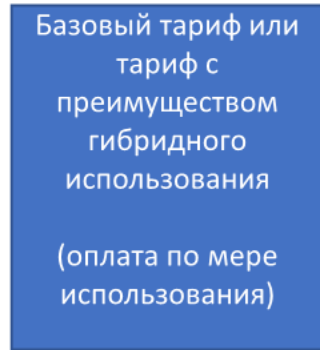 Базовый тариф или
тариф с
преимуществом
гибридного
использования
(оплата по мере
использования)